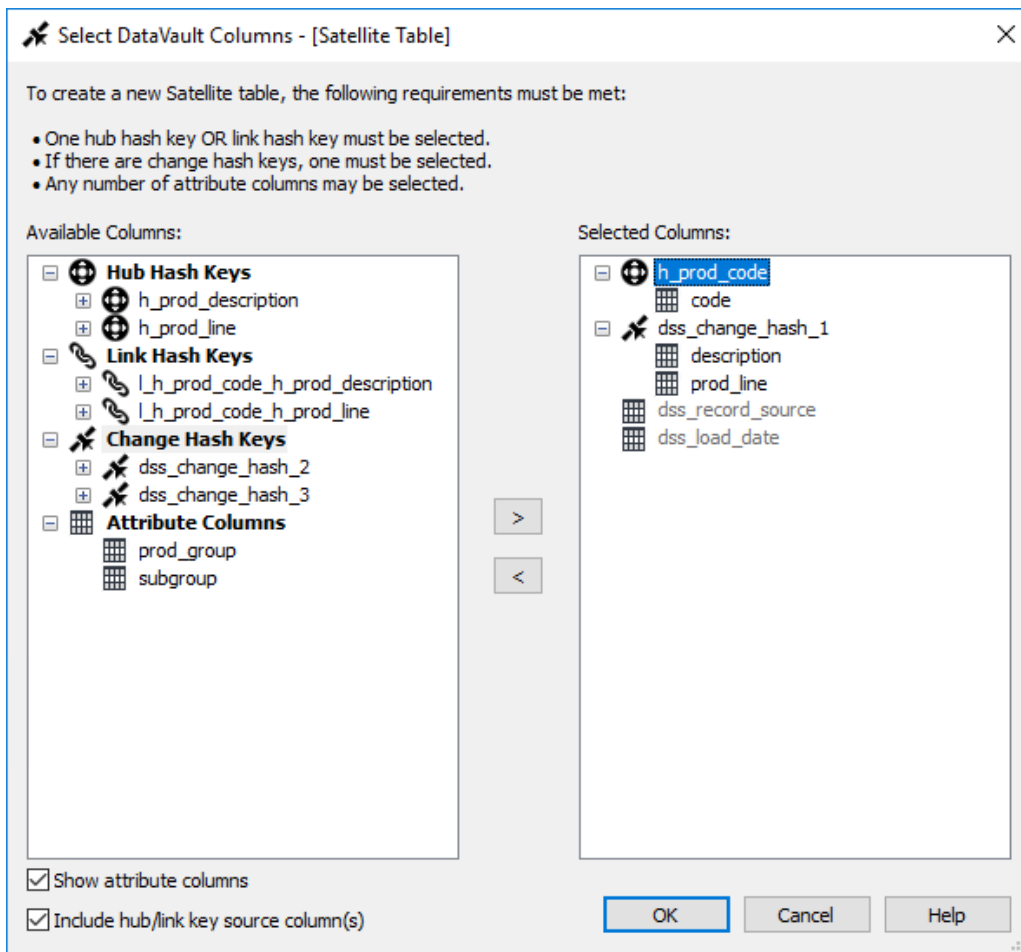 Select DataVault Columns - [Satellite Table]
To create a new Satellite table, the following requirements must be met:
• One hub hash key OR link hash key must be selected.
• If there are change hash keys, one must be selected.
• Any number of attribute columns may be selected.
Available Columns:
Hub Hash Keys
h_prod_description
h_prod_line
Link Hash Keys
l_h_prod_code_h_prod_description
l_h_prod_code_h_prod_line
Change Hash Keys
dss_change_hash_2
dss_change_hash_3
Attribute Columns
prod_group
subgroup
>
<
Selected Columns:
h_prod_code
code
dss_change_hash_1
description
prod_line
dss_record_source
dss_load_date
Show attribute columns
Include hub/link key source column(s)
OK
Cancel
Help